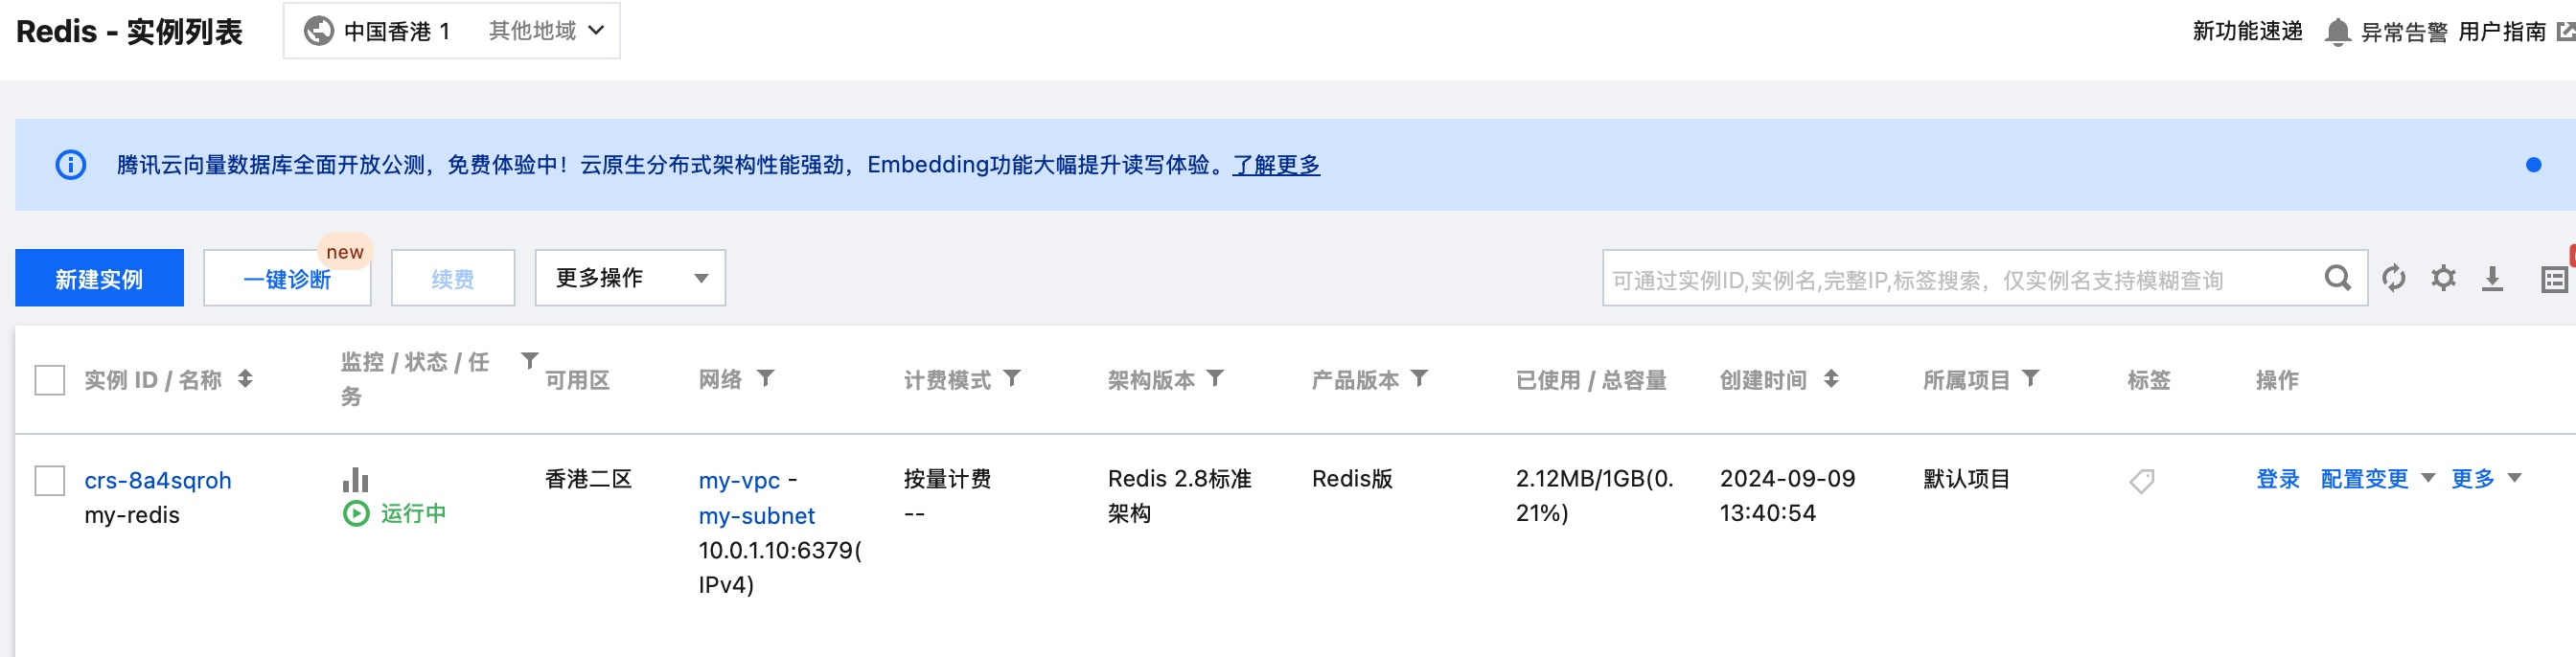 Redis - 实例列表
中国香港 1 其他地域
新功能速递 异常告警 用户指南
腾讯云向量数据库全面开放公测，免费体验中！云原生分布式架构性能强劲，Embedding功能大幅提升读写体验。了解更多
新建实例
一键诊断
new
续费
更多操作
可通过实例ID,实例名,完整IP,标签搜索，仅实例名支持模糊查询
实例 ID / 名称
监控 / 状态 / 任
务
可用区
网络
计费模式
架构版本
产品版本
已使用 / 总容量
创建时间
所属项目
标签
操作
crs-8a4sqroh
my-redis
运行中
香港二区
my-vpc -
my-subnet
10.0.1.10:6379(
IPv4)
按量计费
--
Redis 2.8标准
架构
Redis版
2.12MB/1GB(0.
21%)
2024-09-09
13:40:54
默认项目
登录 配置变更 更多